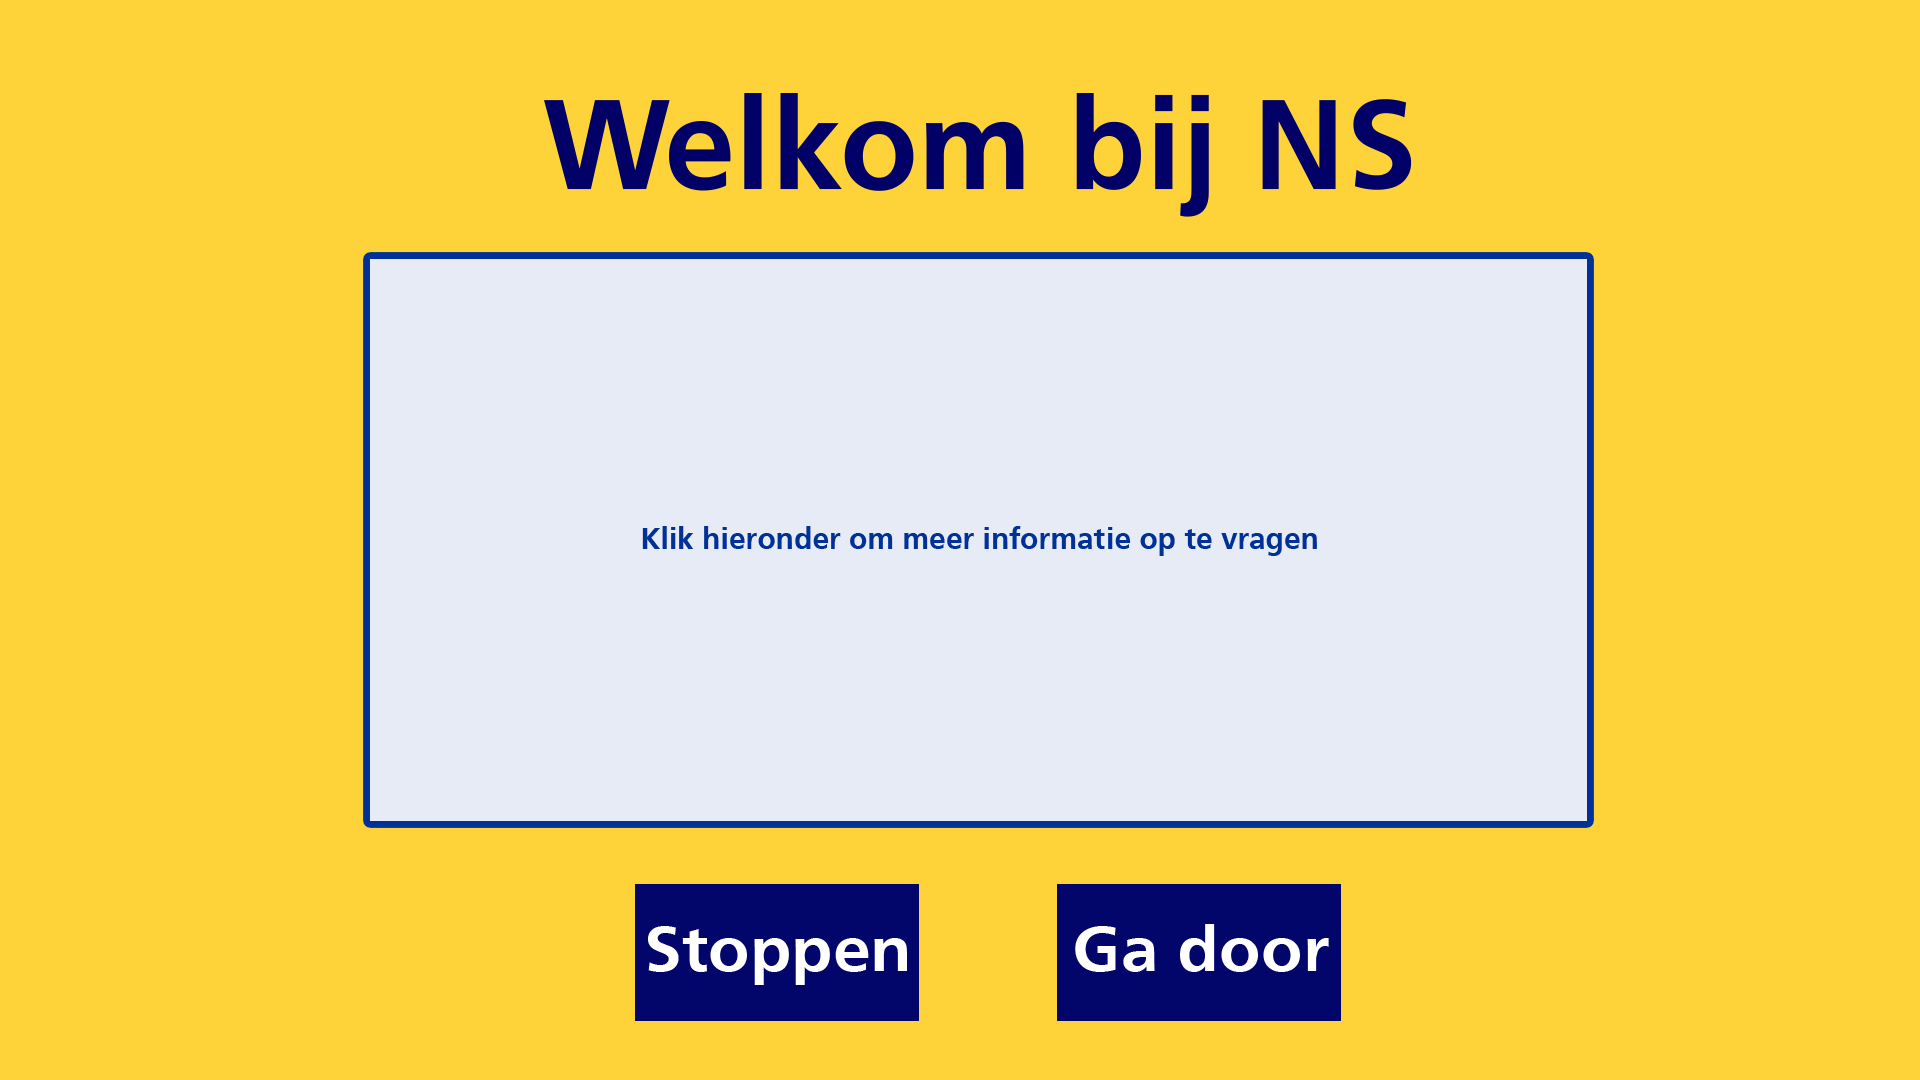 Welkom bij NS
Klik hieronder om meer informatie op te vragen
Stoppen
Ga door